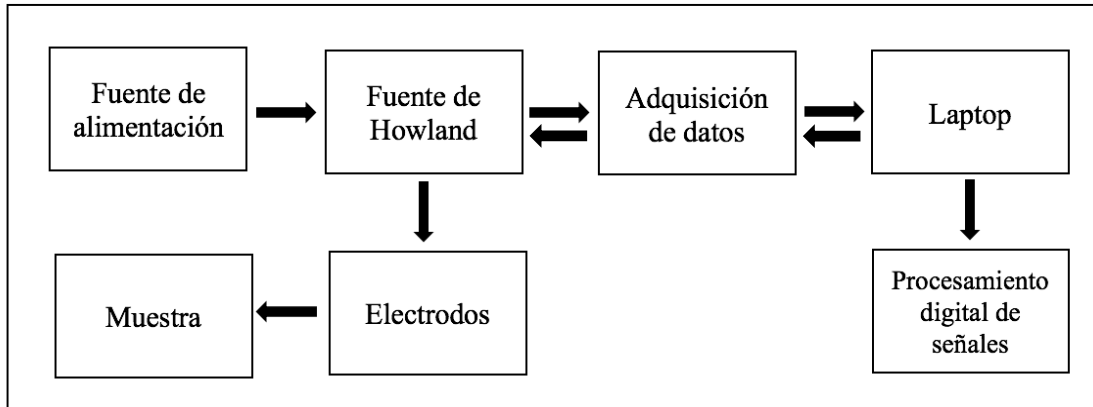 Fuente de
alimentación
Fuente de
Howland
Adquisición
de datos
Laptop
Muestra
Electrodos
Procesamiento
digital de
señales